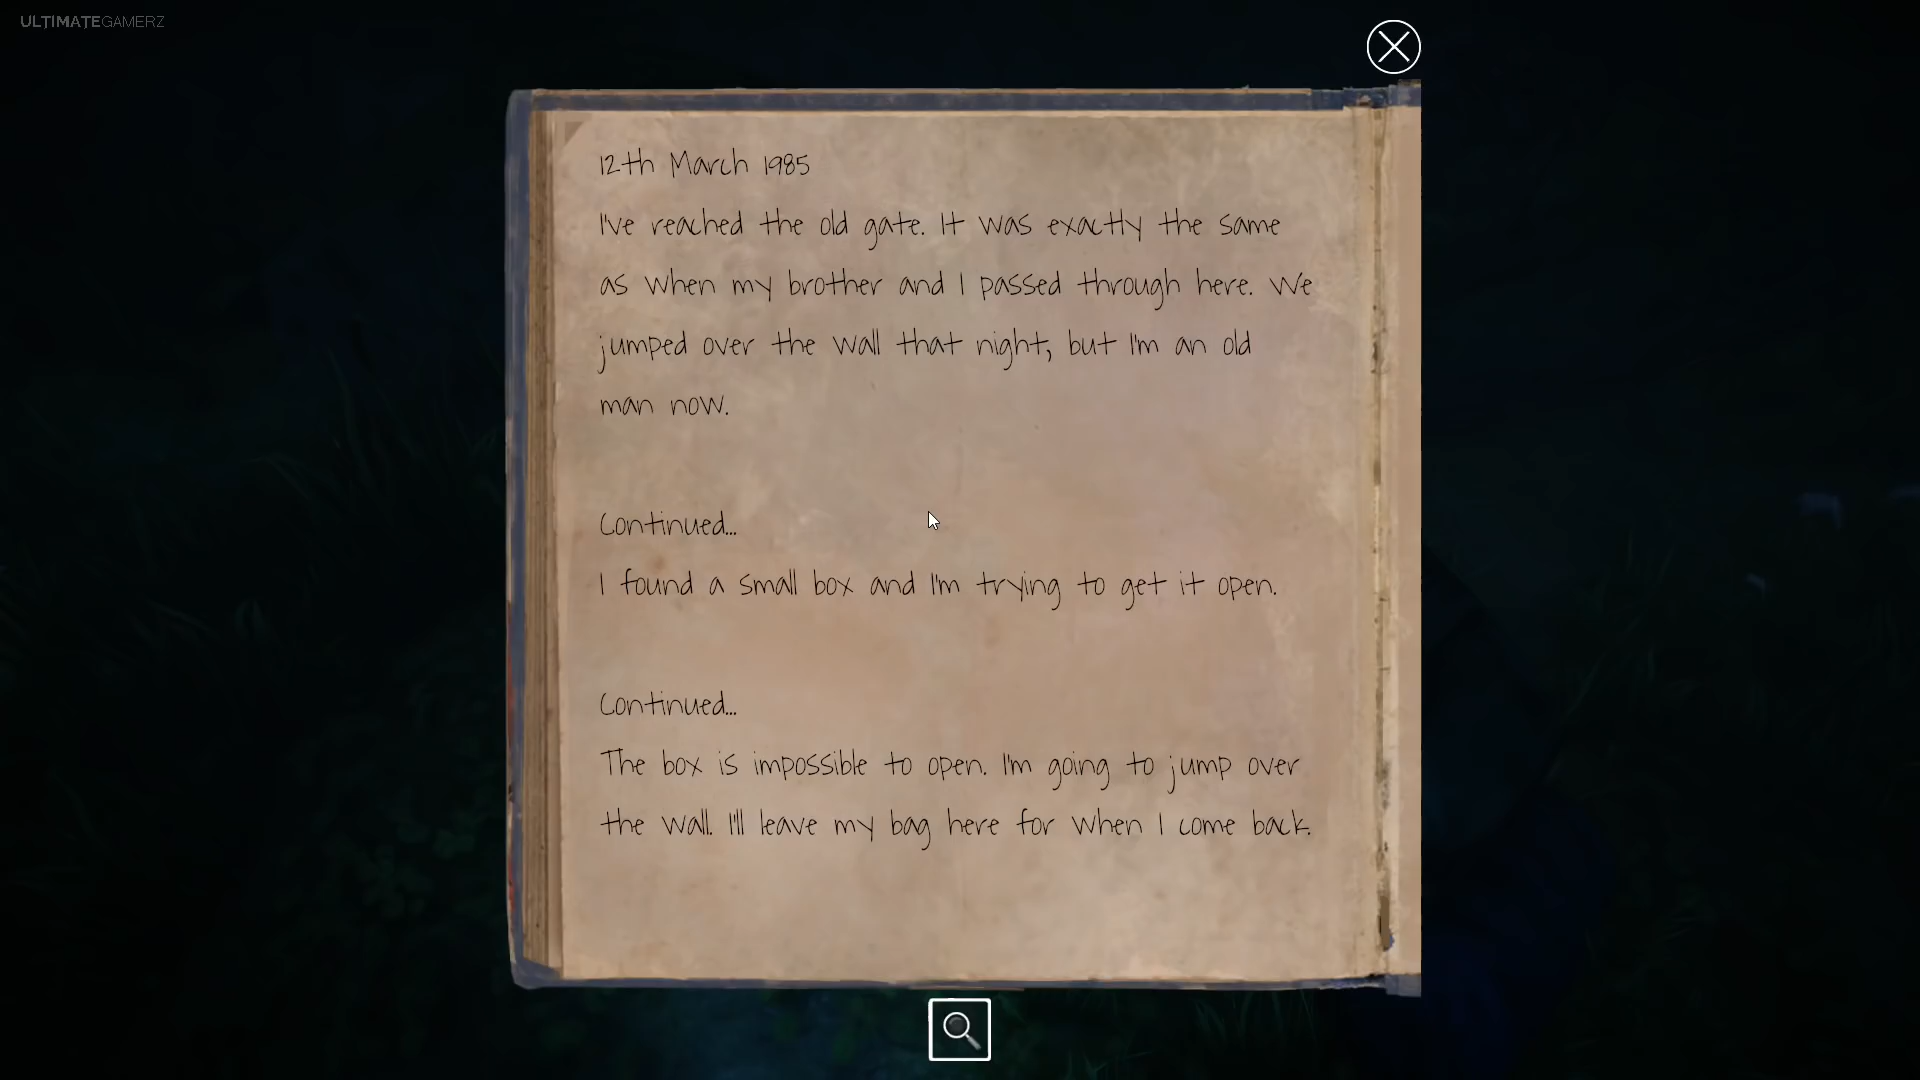 ULTIMATEGAMERZ
12th March 1985
I've reached the old gate. It was exactly the same
as when my brother and I passed through here. We
jumped over the wall that night, but I'm an old
man now.
Continued...
I found a small box and I'm trying to get it open.
Continued...
The box is impossible to open. I'm going to jump over
the wall. I'll leave my bag here for when I come back.